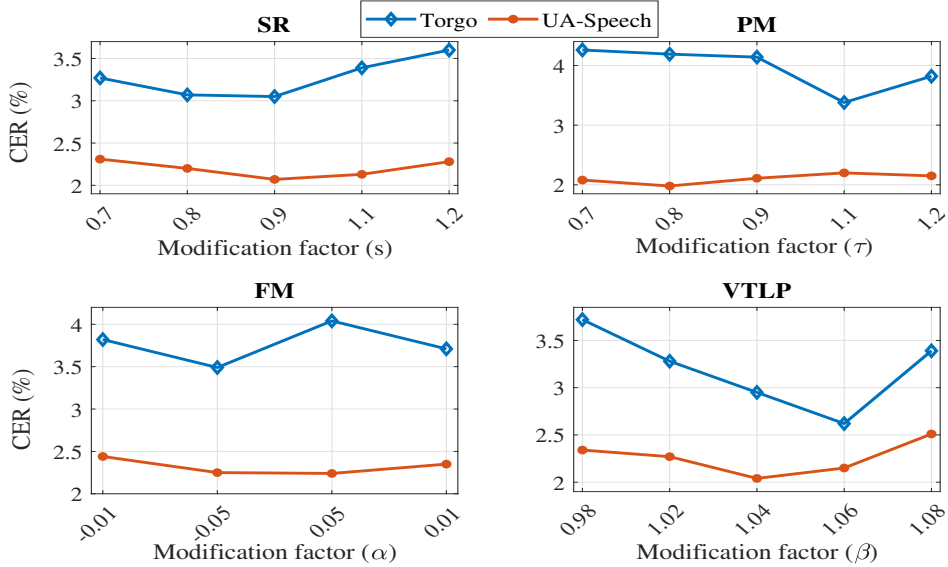 Torgo UA-Speech
SR
3.5
3
2.5
2
CER (%)
0.7 0.8 0.9 1.1 1.2
Modification factor (s)
PM
4
3
2
0.7 0.8 0.9 1.1 1.2
Modification factor (τ)
FM
4
3.5
3
2.5
2
CER (%)
-0.01 -0.05 0.05 0.01
Modification factor (α)
VTLP
3.5
3
2.5
2
0.98 1.02 1.04 1.06 1.08
Modification factor (β)